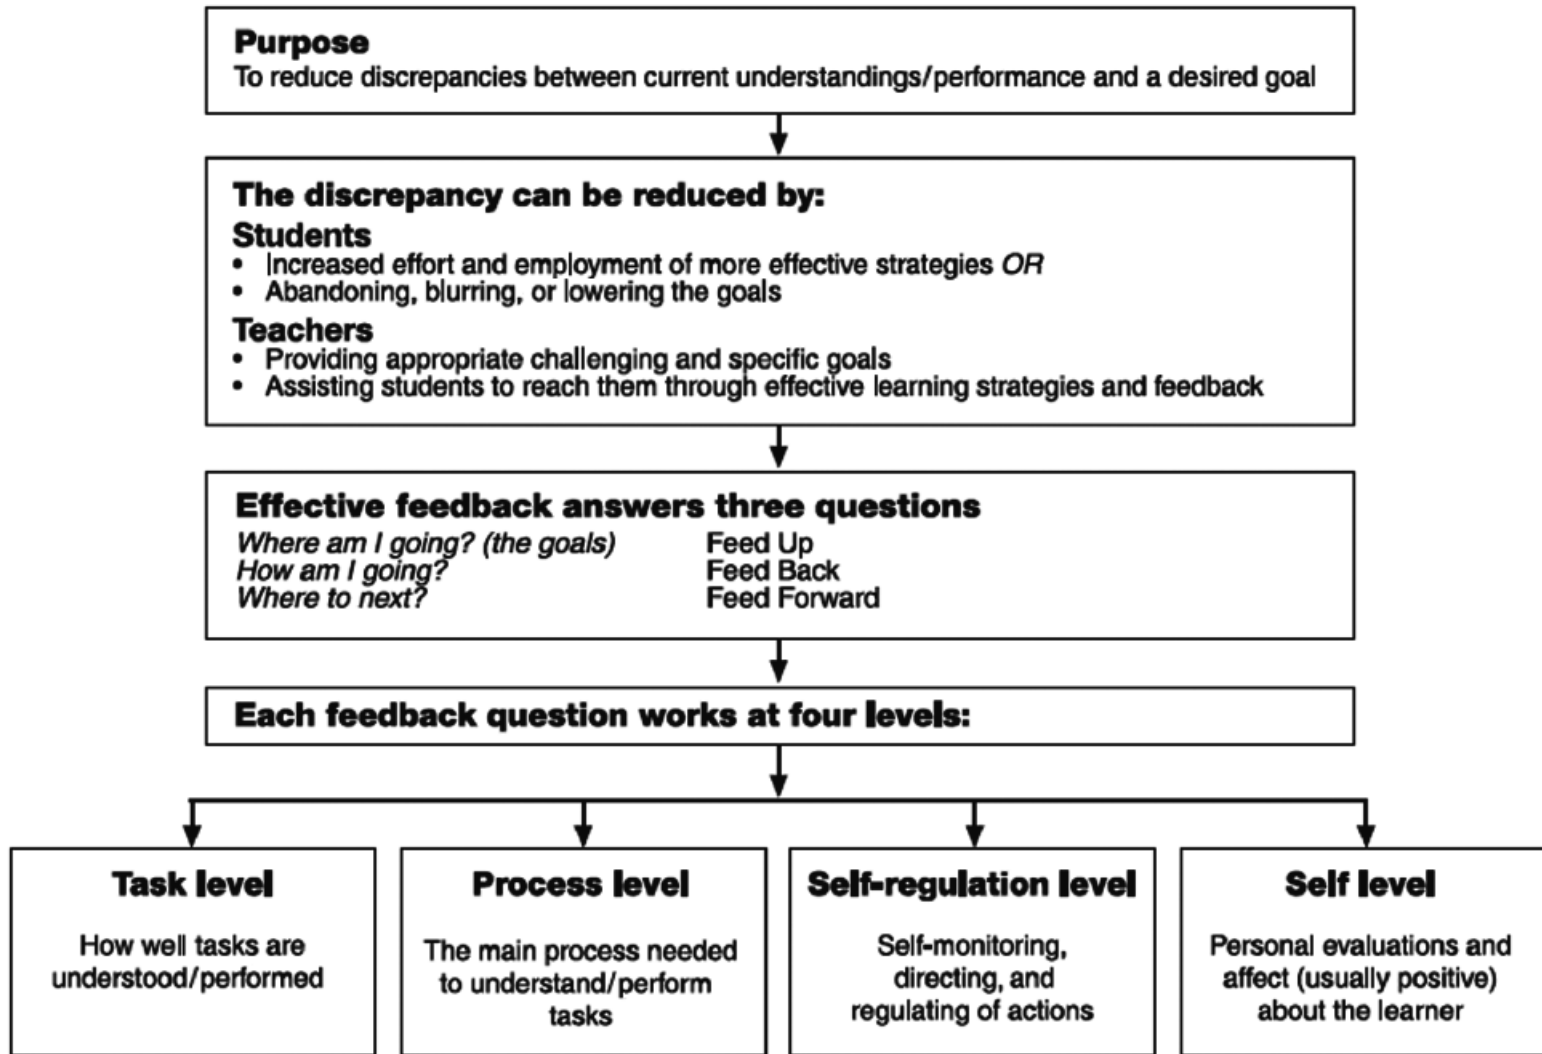 Purpose
To reduce discrepancies between current understandings/performance and a desired goal
The discrepancy can be reduced by:
Students
• Increased effort and employment of more effective strategies OR
• Abandoning, blurring, or lowering the goals
Teachers
• Providing appropriate challenging and specific goals
• Assisting students to reach them through effective learning strategies and feedback
Effective feedback answers three questions
Where am I going? (the goals) Feed Up
How am I going? Feed Back
Where to next? Feed Forward
Each feedback question works at four levels:
Task level
How well tasks are
understood/performed
Process level
The main process needed
to understand/perform
tasks
Self-regulation level
Self-monitoring,
directing, and
regulating of actions
Self level
Personal evaluations and
affect (usually positive)
about the learner